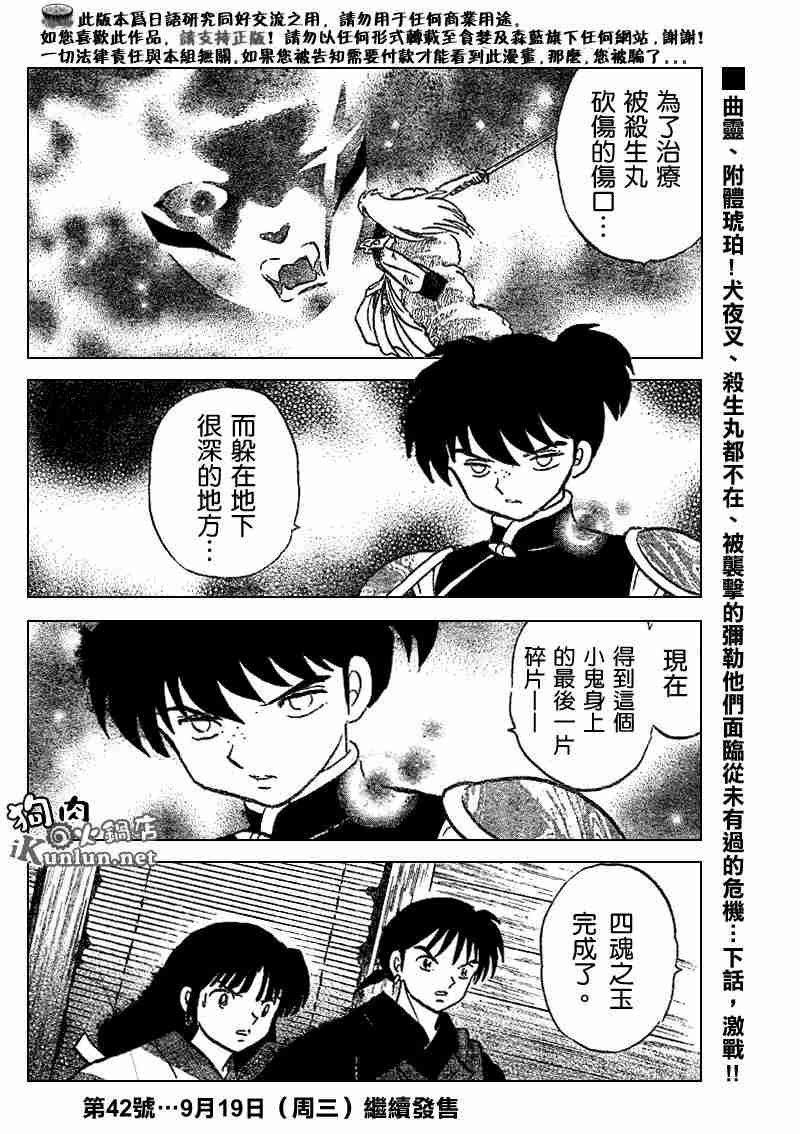 此版本爲日語研究同好交流之用，請勿用于任何商業用途。
如您喜歡此作品，請支持正版！請勿以任何形式轉載至貪婪及森藍旗下任何網站，謝謝！
一切法律責任與本組無關，如果您被告知需要付款才能看到此漫畫，那麼，您被騙了...
■曲靈、附體琥珀！犬夜叉、殺生丸都不在、被襲擊的彌勒他們面臨從未有過的危機…下話，激戰！！
為了治療
被殺生丸
砍傷的傷口…
而躲在地下
很深的地方…
現在
得到這個
小鬼身上
的最後一片
碎片——
四魂之玉
完成了。
狗肉
@火鍋店
iKunlun.net
第42號…9月19日（周三）繼續發售